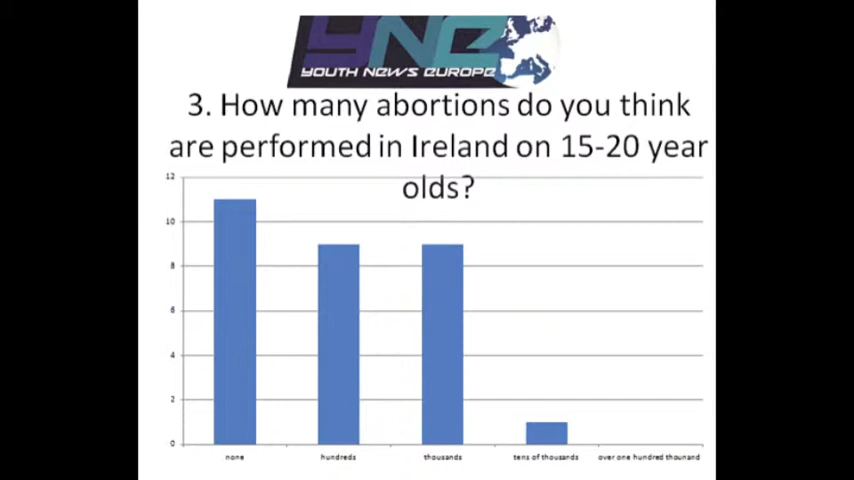 YNE
YOUTH NEWS EUROPE
3. How many abortions do you think
are performed in Ireland on 15-20 year
olds?
12
10
8
6
4
2
0
none hundreds thousands tens of thousands over one hundred thounand